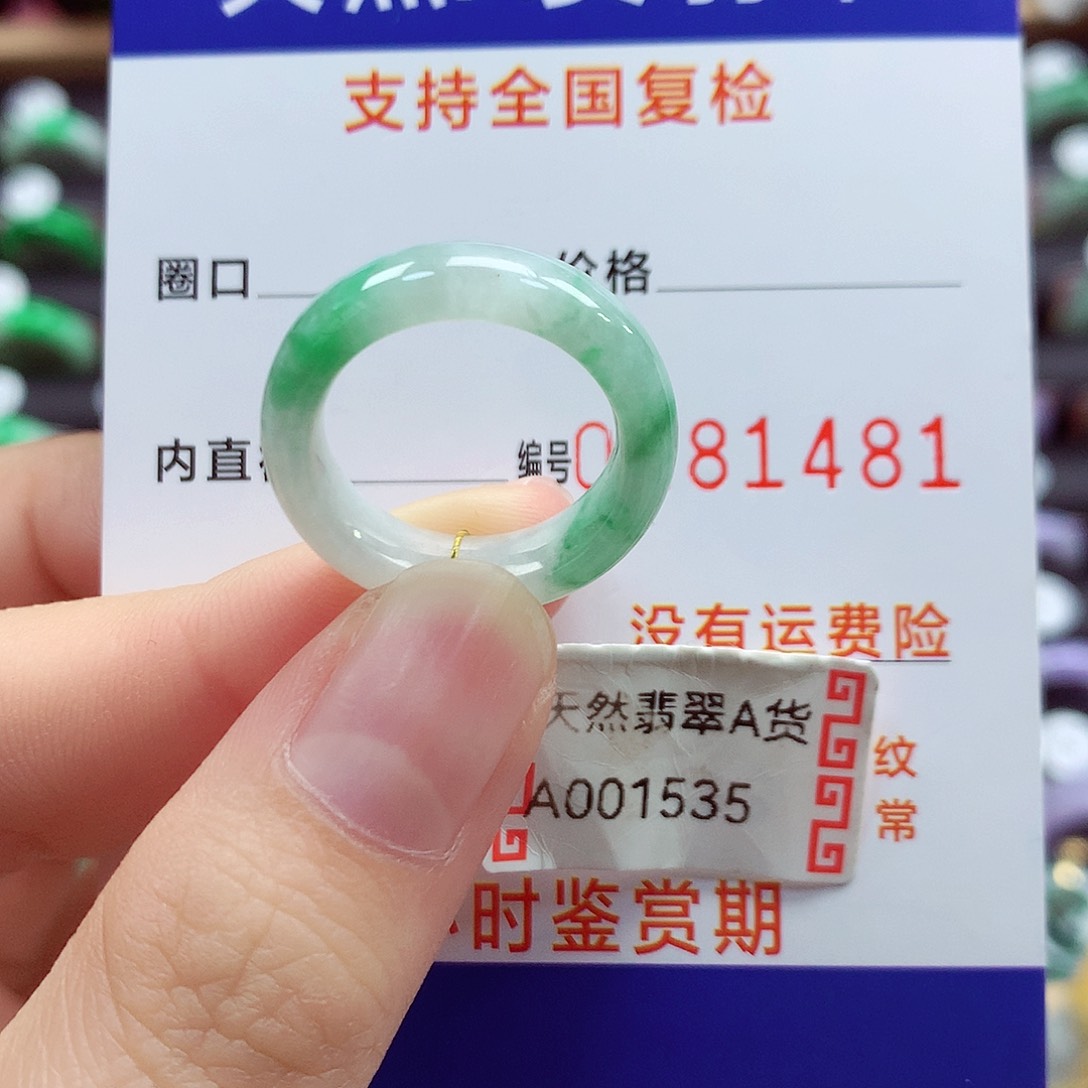 支持全国复检
圈口 价格
内直 编号 81481
没有运费险
天然翡翠A货
纹
A001535
常
时鉴赏期